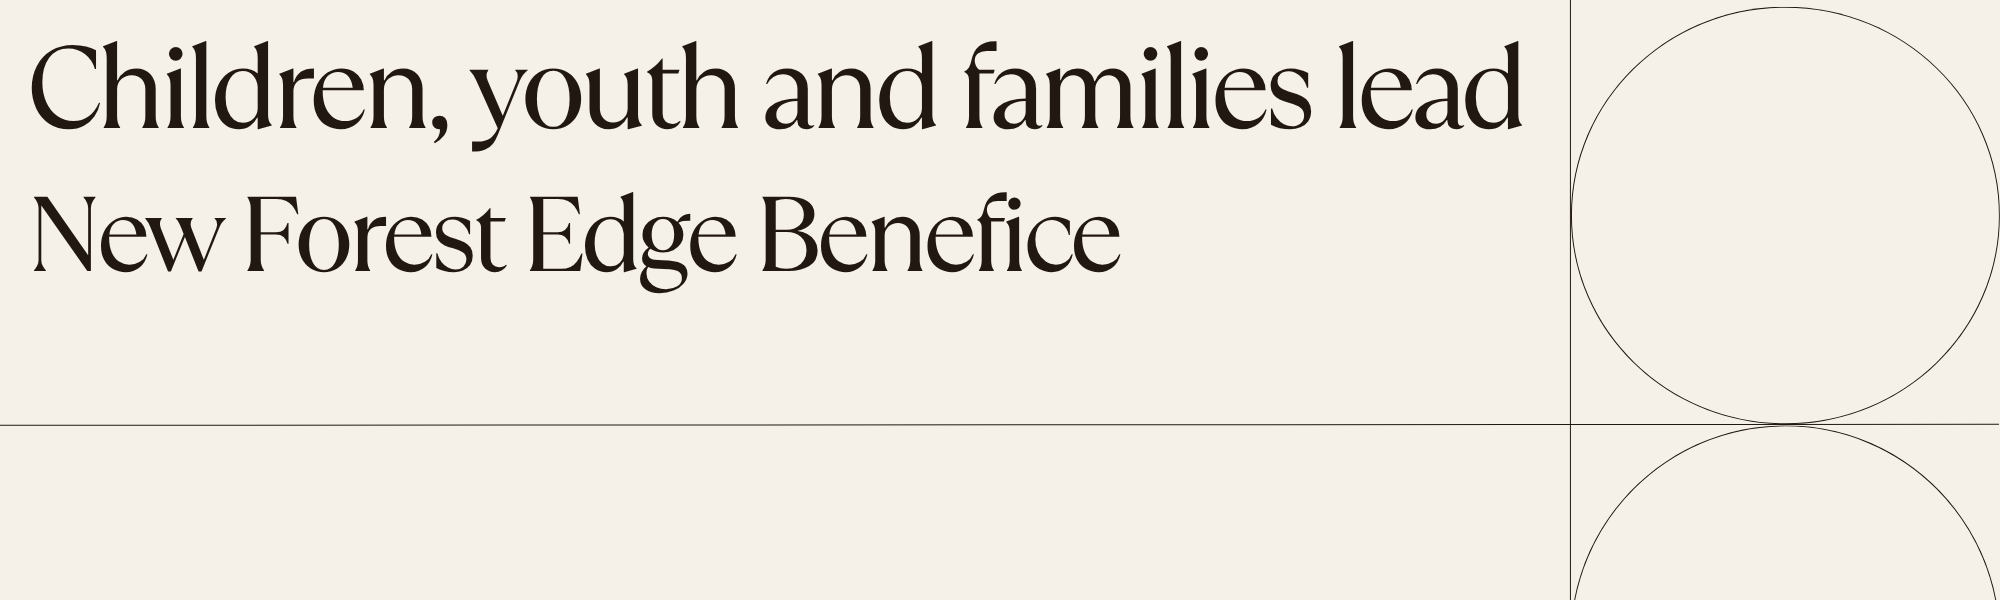 Children, youth and families lead
New Forest Edge Benefice